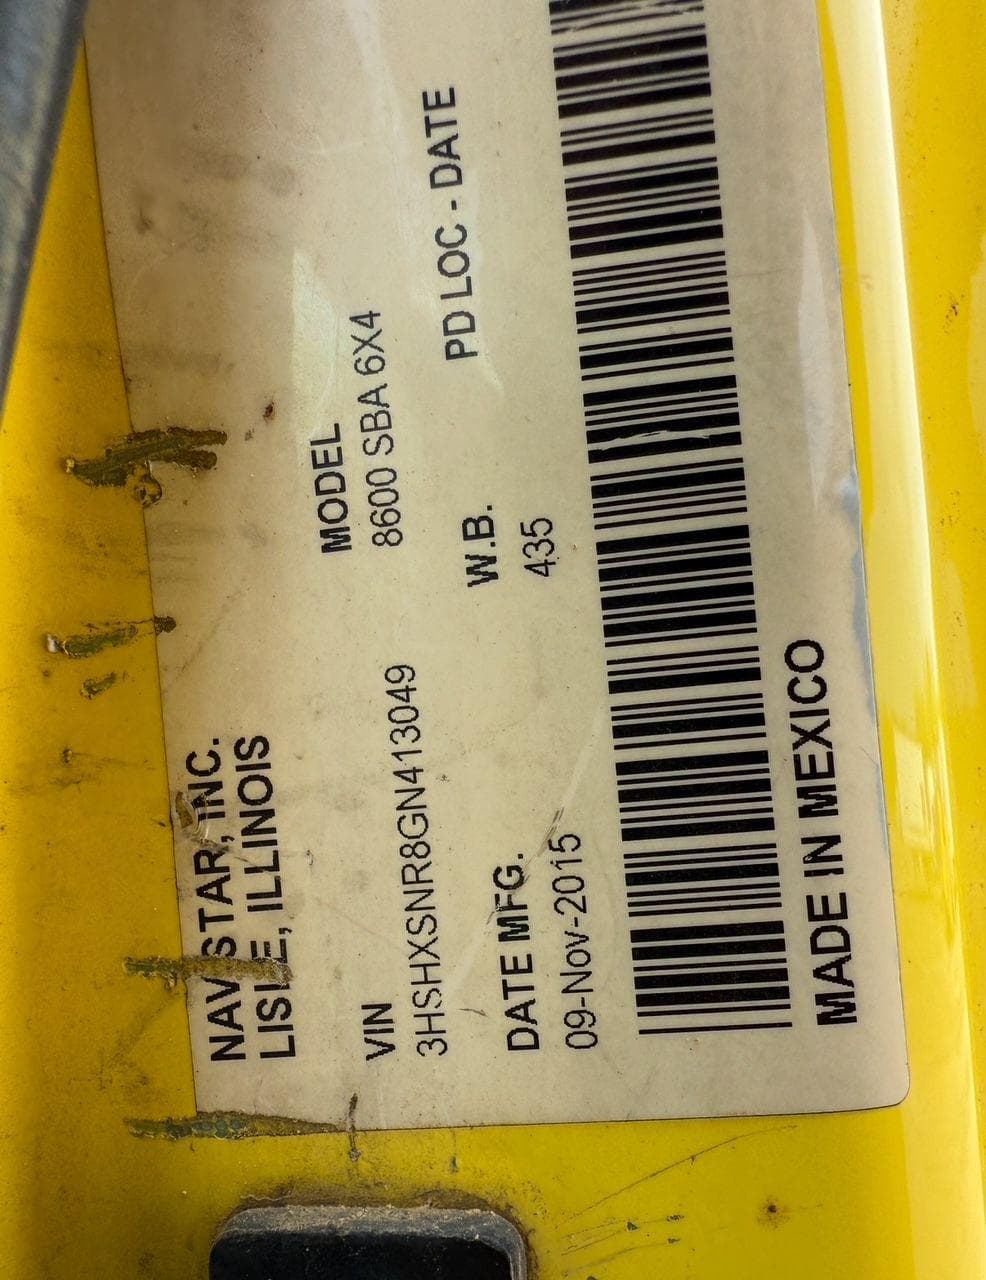 NAVISTAR, INC.
LISLE, ILLINOIS
VIN
3HSHXSNR8GN413049
MODEL
8600 SBA 6X4
DATE MFG.
09-Nov-2015
W.B.
435
PD LOC - DATE
MADE IN MEXICO